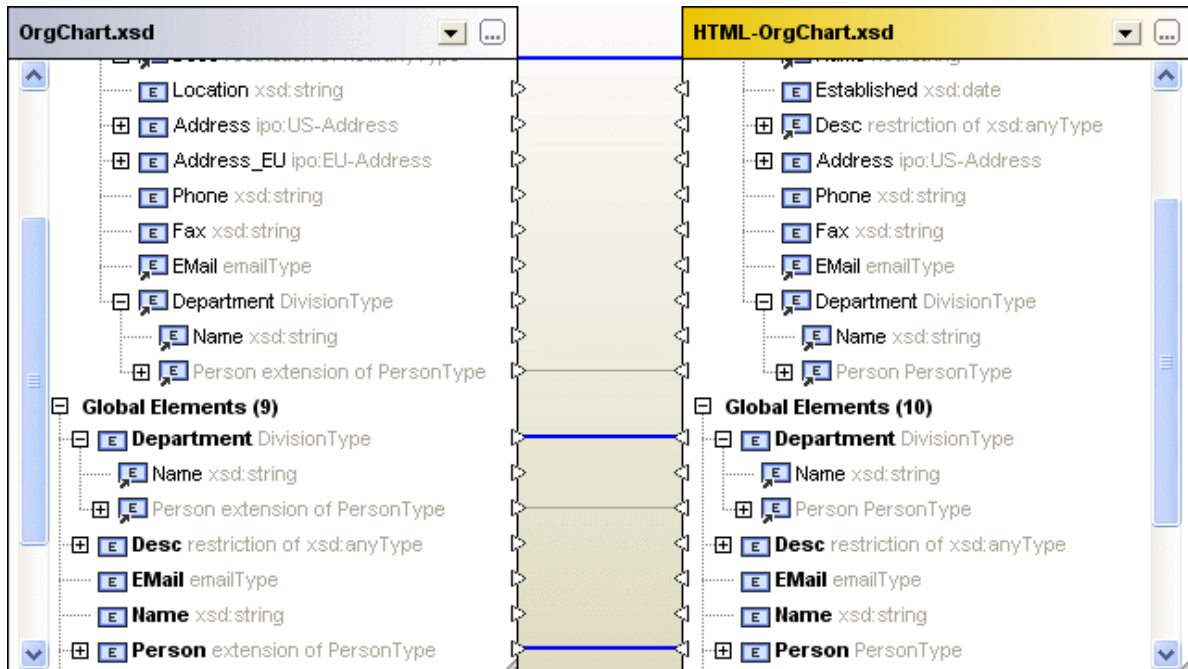 OrgChart.xsd
...
Location xsd:string
Address ipo:US-Address
Address_EU ipo:EU-Address
Phone xsd:string
Fax xsd:string
EMail emailType
Department DivisionType
Name xsd:string
Person extension of PersonType
Global Elements (9)
Department DivisionType
Name xsd:string
Person extension of PersonType
Desc restriction of xsd:anyType
EMail emailType
Name xsd:string
Person extension of PersonType
HTML-OrgChart.xsd
...
Established xsd:date
Desc restriction of xsd:anyType
Address ipo:US-Address
Phone xsd:string
Fax xsd:string
EMail emailType
Department DivisionType
Name xsd:string
Person PersonType
Global Elements (10)
Department DivisionType
Name xsd:string
Person PersonType
Desc restriction of xsd:anyType
EMail emailType
Name xsd:string
Person PersonType